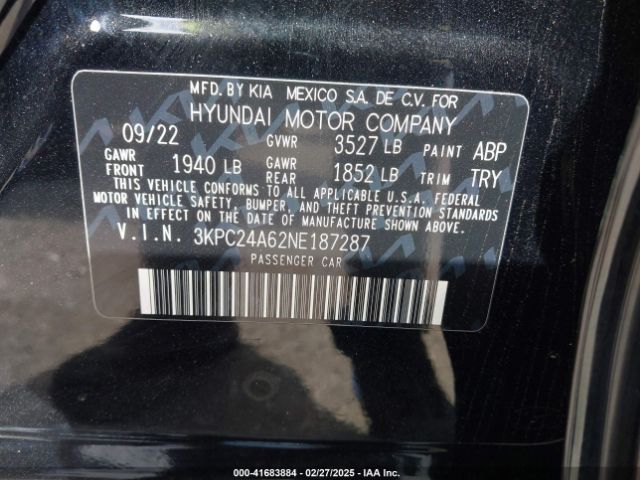 MFD. BY KIA MEXICO S.A. DE C.V. FOR
HYUNDAI MOTOR COMPANY
09/22 GVWR 3527 LB PAINT ABP
GAWR FRONT 1940 LB GAWR REAR 1852 LB TRIM TRY
THIS VEHICLE CONFORMS TO ALL APPLICABLE U.S.A. FEDERAL
MOTOR VEHICLE SAFETY, BUMPER, AND THEFT PREVENTION
STANDARDS IN EFFECT ON THE DATE OF MANUFACTURE SHOWN ABOVE.
V.I.N. 3KPC24A62NE187287
PASSENGER CAR
000-41683884 - 02/27/2025 - IAA Inc.